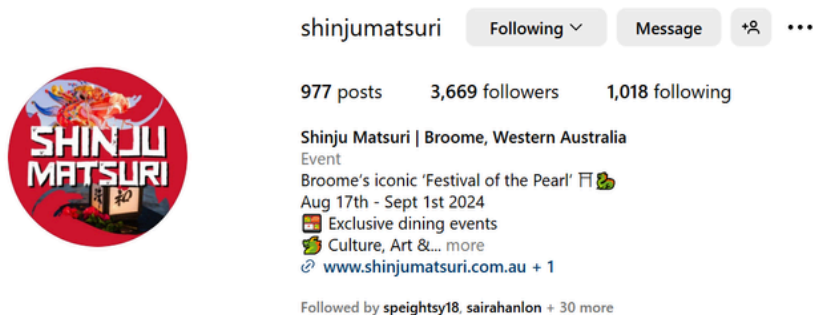 shinjumatsuri Following Message
977 posts 3,669 followers 1,018 following
SHINJU
MATSURI
和
Shinju Matsuri | Broome, Western Australia
Event
Broome's iconic ‘Festival of the Pearl’ ⛩🐉
Aug 17th - Sept 1st 2024
🍱 Exclusive dining events
🐲 Culture, Art &... more
www.shinjumatsuri.com.au + 1
Followed by speightsy18, sairahanlon + 30 more